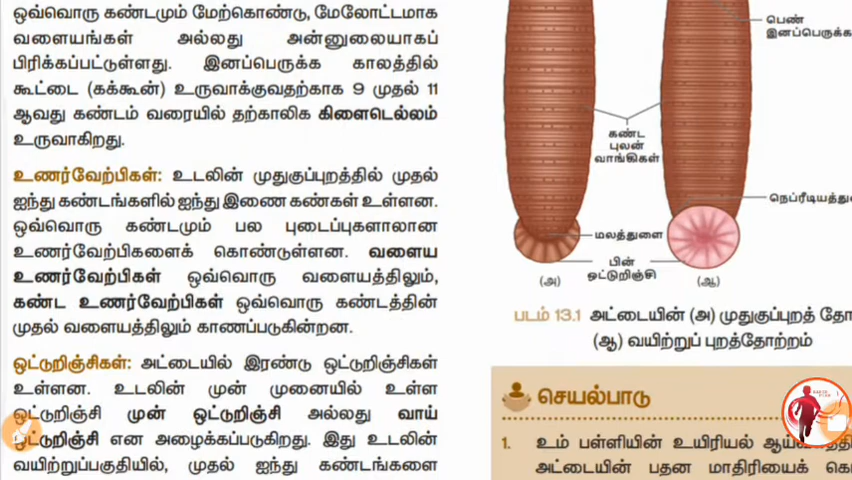 ஒவ்வொரு கண்டமும் மேற்கொண்டு, மேலோட்டமாக
வளையங்கள் அல்லது அன்னுலையாகப்
பிரிக்கப்பட்டுள்ளது. இனப்பெருக்க காலத்தில்
கூட்டை (கக்கூன்) உருவாக்குவதற்காக 9 முதல் 11
ஆவது கண்டம் வரையில் தற்காலிக கிளைடெல்லம்
உருவாகிறது.
உணர்வேற்பிகள்: உடலின் முதுகுப்புறத்தில் முதல்
ஐந்து கண்டங்களில் ஐந்து இணை கண்கள் உள்ளன.
ஒவ்வொரு கண்டமும் பல புடைப்புகளாலான
உணர்வேற்பிகளைக் கொண்டுள்ளன. வளைய
உணர்வேற்பிகள் ஒவ்வொரு வளையத்திலும்,
கண்ட உணர்வேற்பிகள் ஒவ்வொரு கண்டத்தின்
முதல் வளையத்திலும் காணப்படுகின்றன.
ஒட்டுறிஞ்சிகள்: அட்டையில் இரண்டு ஒட்டுறிஞ்சிகள்
உள்ளன. உடலின் முன் முனையில் உள்ள
ஒட்டுறிஞ்சி முன் ஒட்டுறிஞ்சி அல்லது வாய்
ஒட்டுறிஞ்சி என அழைக்கப்படுகிறது. இது உடலின்
வயிற்றுப்பகுதியில், முதல் ஐந்து கண்டங்களை
பெண்
இனப்பெருக்க
கண்ட
புலன்
வாங்கிகள்
நெப்ரீடியத்து
மலத்துளை
பின்
ஒட்டுறிஞ்சி
(அ) (ஆ)
படம் 13.1 அட்டையின் (அ) முதுகுப்புறத் தோ
(ஆ) வயிற்றுப் புறத்தோற்றம்
செயல்பாடு
1. உம் பள்ளியின் உயிரியல்
அட்டையின் பதன மாதிரியைக்